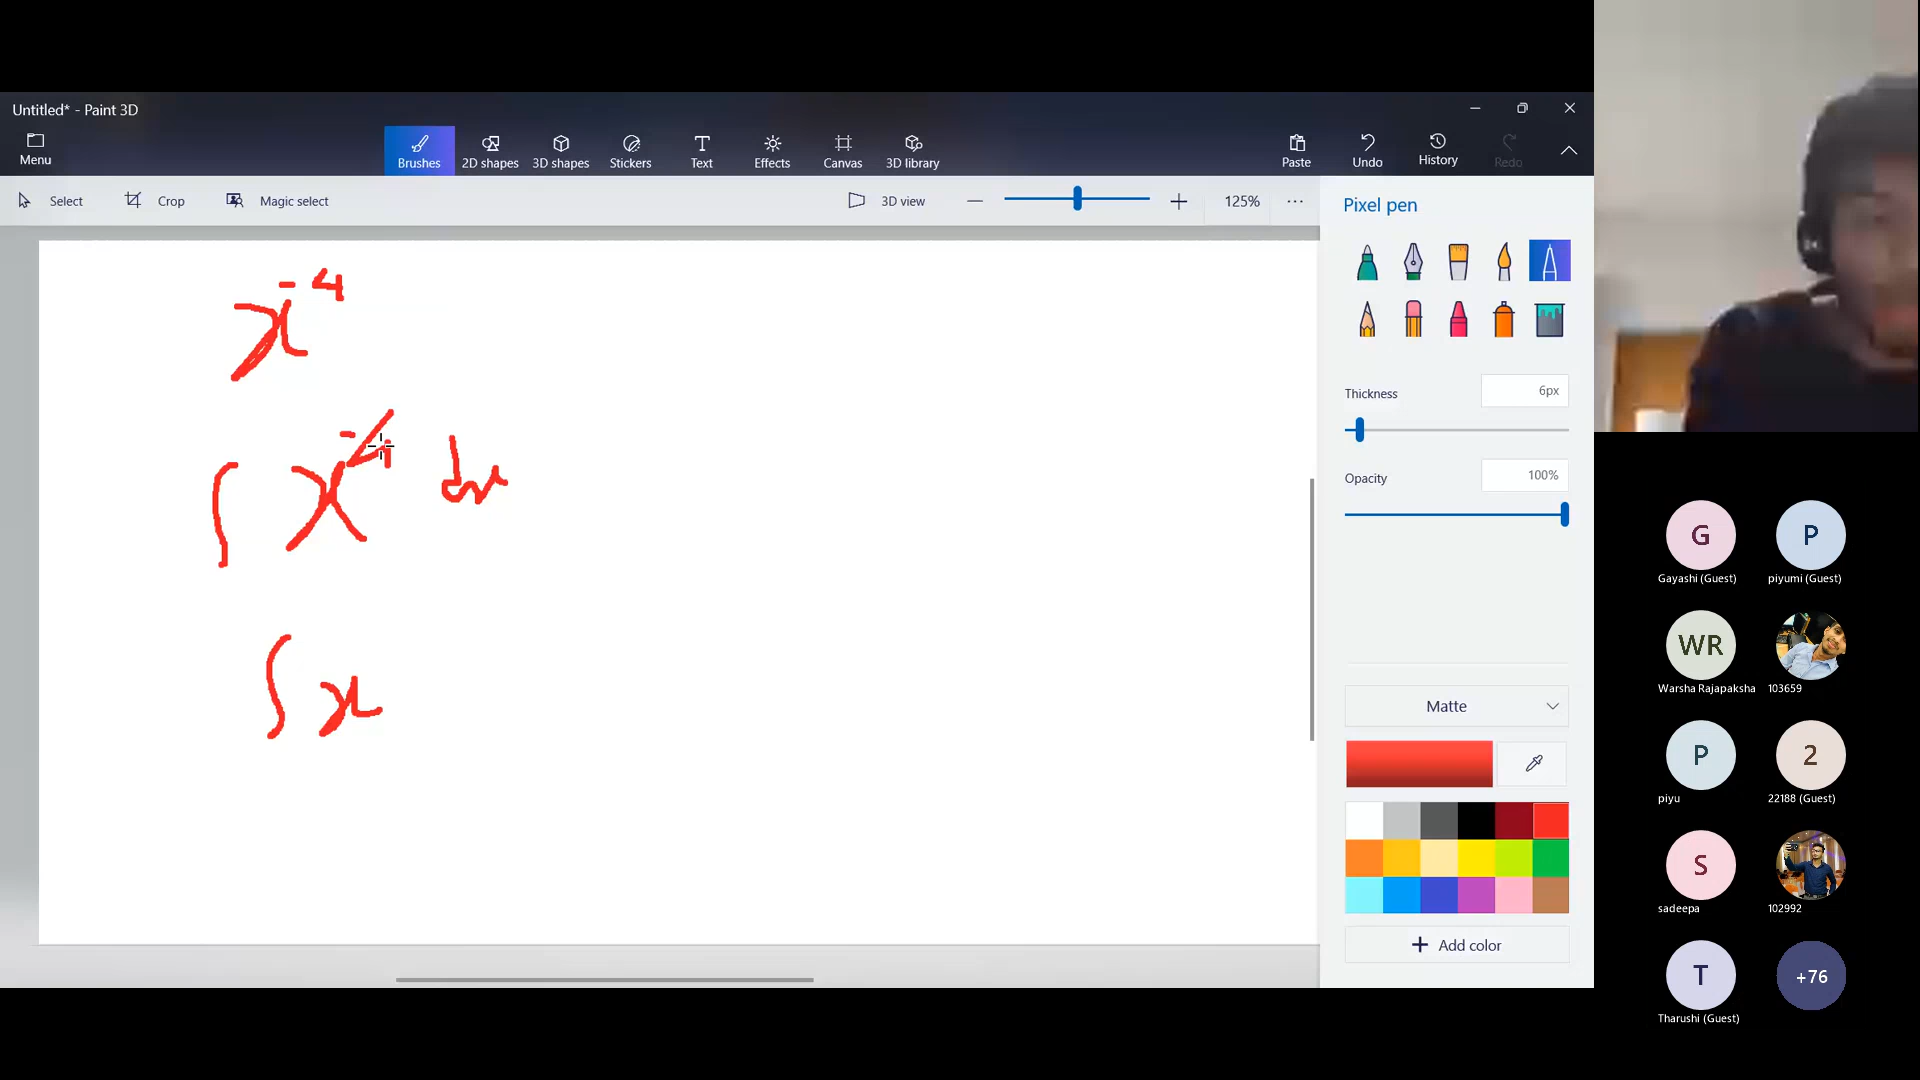 Untitled* - Paint 3D
Menu
Brushes
2D shapes
3D shapes
Stickers
Text
Effects
Canvas
3D library
Paste
Undo
History
Redo
Select
Crop
Magic select
3D view
125%
Pixel pen
Thickness
6px
Opacity
100%
Matte
Add color
x⁻⁴
∫ x⁻⁴ dx
∫ x
G
Gayashi (Guest)
P
piyumi (Guest)
WR
Warsha Rajapaksha
103659
P
piyu
2
22188 (Guest)
S
sadeepa
102992
T
Tharushi (Guest)
+76